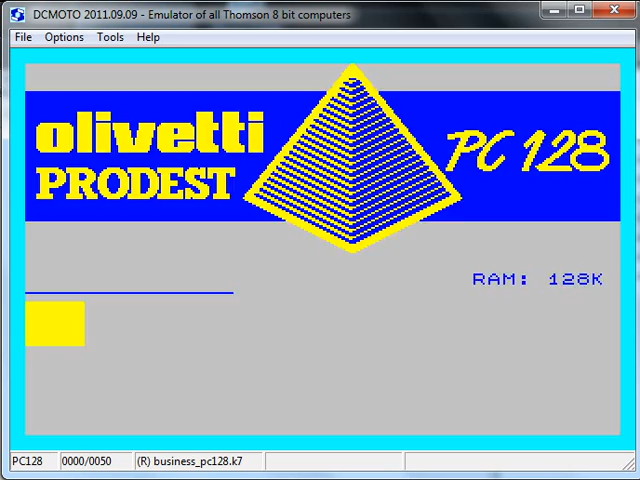 DCMOTO 2011.09.09 - Emulator of all Thomson 8 bit computers
File Options Tools Help
olivetti
PRODEST
PC 128
RAM: 128K
PC128 0000/0050 (R) business_pc128.k7